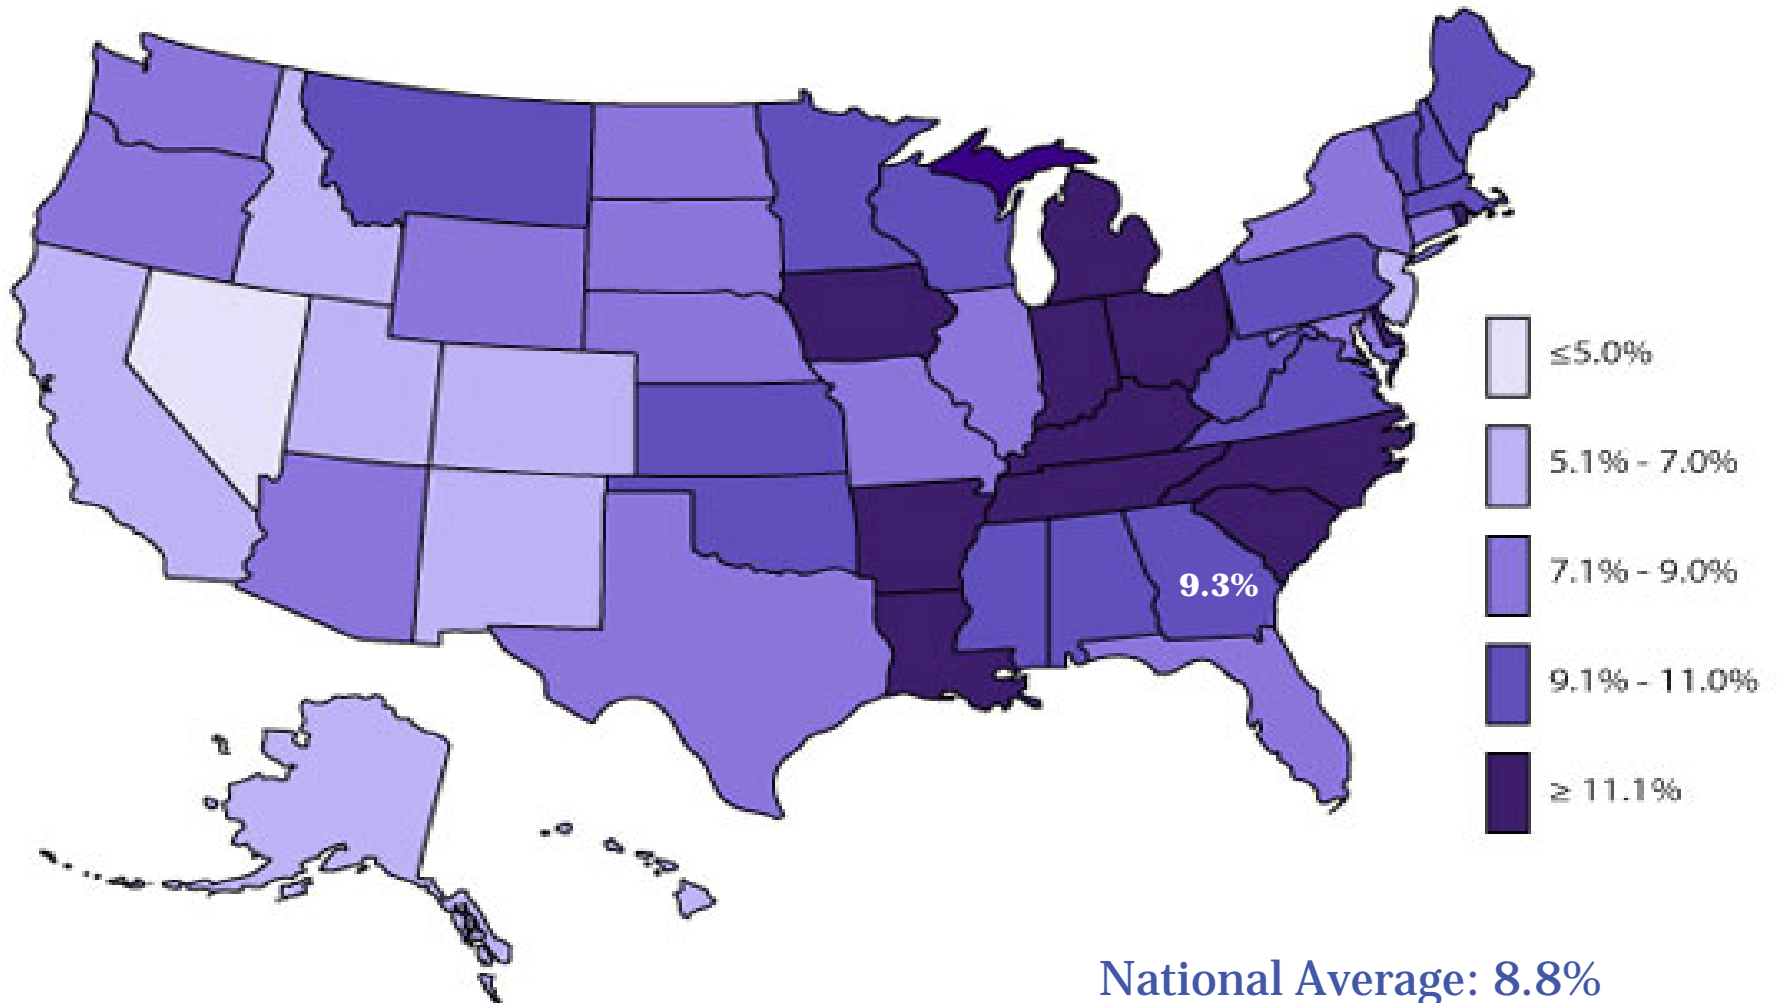 ≤5.0%
5.1% - 7.0%
9.3%
7.1% - 9.0%
9.1% - 11.0%
≥ 11.1%
National Average: 8.8%